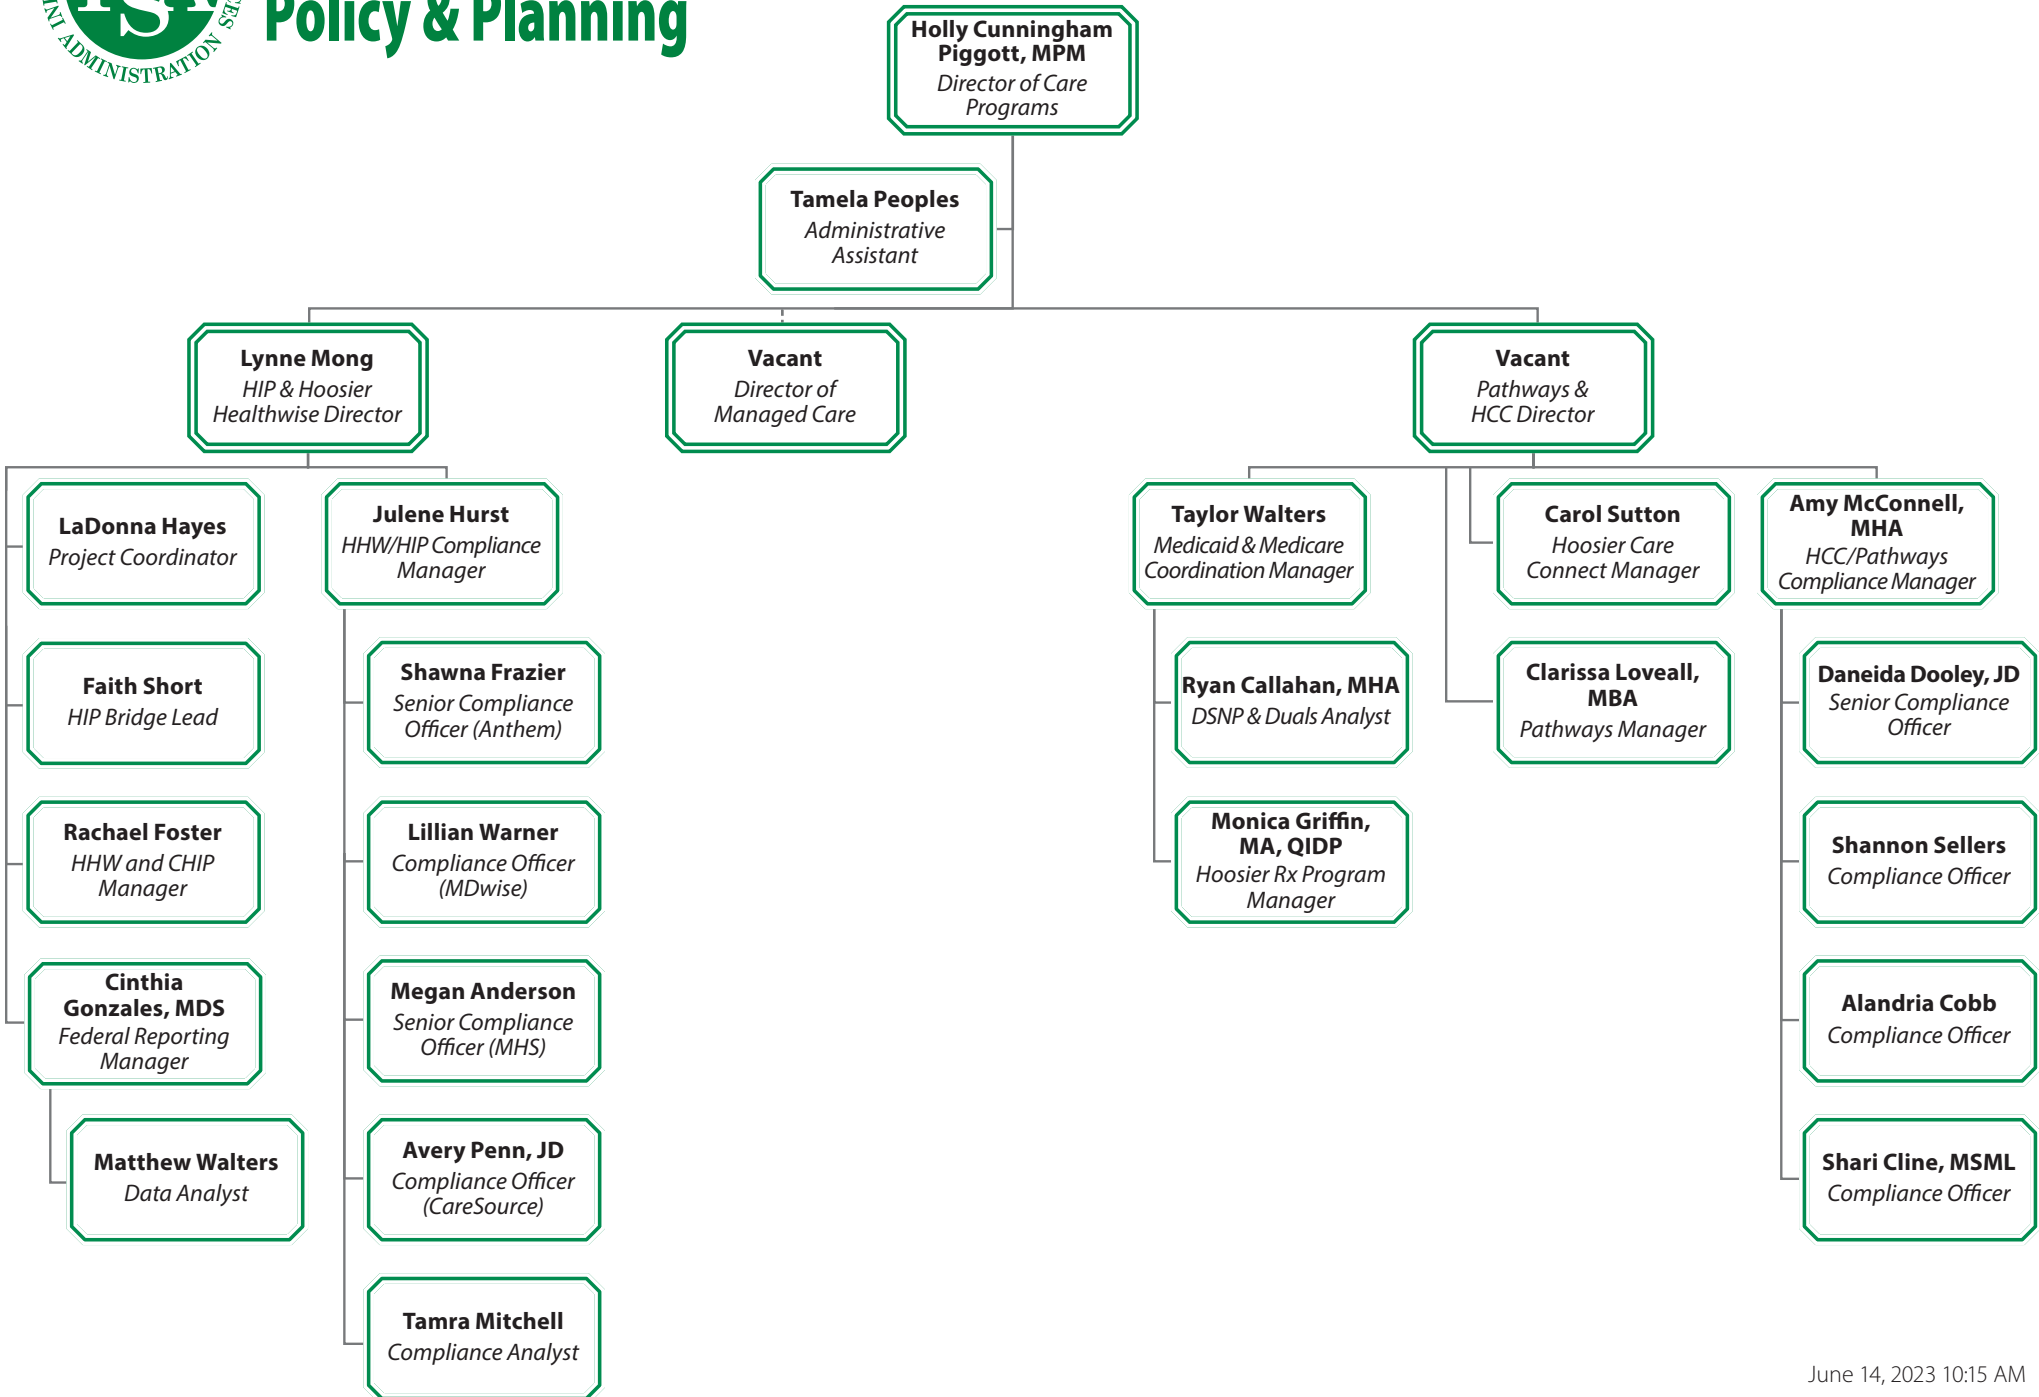 ADMINISTRATION
Policy & Planning
Holly Cunningham
Piggott, MPM
Director of Care
Programs
Tamela Peoples
Administrative
Assistant
Lynne Mong
HIP & Hoosier
Healthwise Director
Vacant
Director of
Managed Care
Vacant
Pathways &
HCC Director
LaDonna Hayes
Project Coordinator
Faith Short
HIP Bridge Lead
Rachael Foster
HHW and CHIP
Manager
Cinthia
Gonzales, MDS
Federal Reporting
Manager
Matthew Walters
Data Analyst
Julene Hurst
HHW/HIP Compliance
Manager
Shawna Frazier
Senior Compliance
Officer (Anthem)
Lillian Warner
Compliance Officer
(MDwise)
Megan Anderson
Senior Compliance
Officer (MHS)
Avery Penn, JD
Compliance Officer
(CareSource)
Tamra Mitchell
Compliance Analyst
Taylor Walters
Medicaid & Medicare
Coordination Manager
Ryan Callahan, MHA
DSNP & Duals Analyst
Monica Griffin,
MA, QIDP
Hoosier Rx Program
Manager
Carol Sutton
Hoosier Care
Connect Manager
Clarissa Loveall,
MBA
Pathways Manager
Amy McConnell,
MHA
HCC/Pathways
Compliance Manager
Daneida Dooley, JD
Senior Compliance
Officer
Shannon Sellers
Compliance Officer
Alandria Cobb
Compliance Officer
Shari Cline, MSML
Compliance Officer
June 14, 2023 10:15 AM